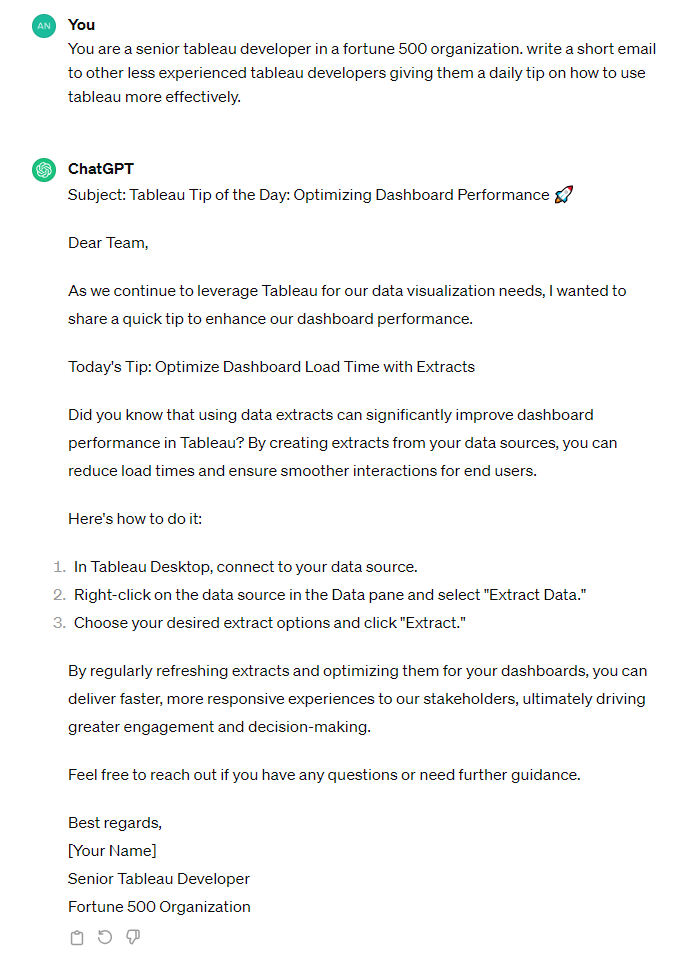 AN
You
You are a senior tableau developer in a fortune 500 organization. write a short email
to other less experienced tableau developers giving them a daily tip on how to use
tableau more effectively.
ChatGPT
Subject: Tableau Tip of the Day: Optimizing Dashboard Performance 🚀
Dear Team,
As we continue to leverage Tableau for our data visualization needs, I wanted to
share a quick tip to enhance our dashboard performance.
Today's Tip: Optimize Dashboard Load Time with Extracts
Did you know that using data extracts can significantly improve dashboard
performance in Tableau? By creating extracts from your data sources, you can
reduce load times and ensure smoother interactions for end users.
Here's how to do it:
1. In Tableau Desktop, connect to your data source.
2. Right-click on the data source in the Data pane and select "Extract Data."
3. Choose your desired extract options and click "Extract."
By regularly refreshing extracts and optimizing them for your dashboards, you can
deliver faster, more responsive experiences to our stakeholders, ultimately driving
greater engagement and decision-making.
Feel free to reach out if you have any questions or need further guidance.
Best regards,
[Your Name]
Senior Tableau Developer
Fortune 500 Organization